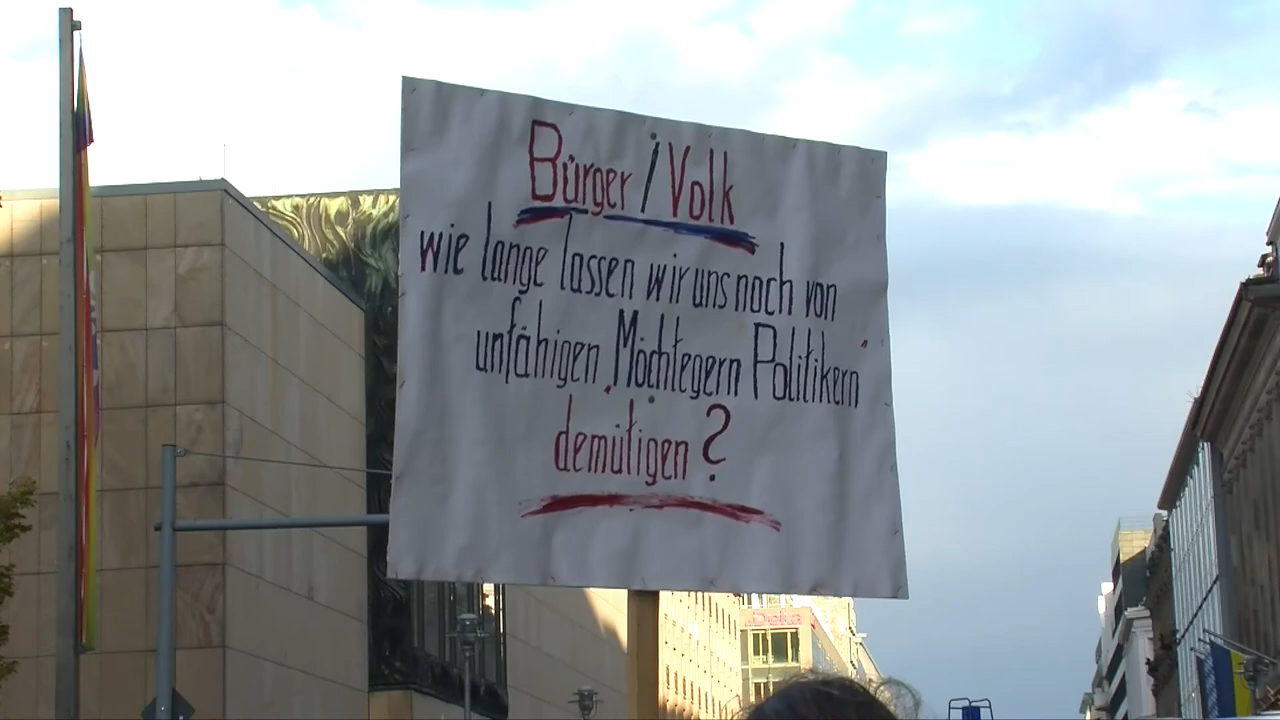 Bürger / Volk
wie lange lassen wir uns noch von
unfähigen "Möchtegern Politikern"
demütigen?